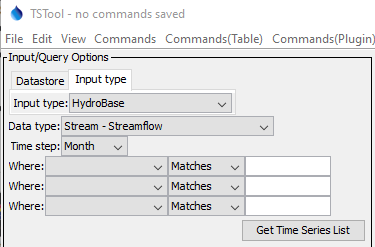 TSTool - no commands saved
File Edit View Commands Commands(Table) Commands(Plugin)
Input/Query Options
Datastore Input type
Input type: HydroBase
Data type: Stream - Streamflow
Time step: Month
Where: Matches
Where: Matches
Where: Matches
Get Time Series List